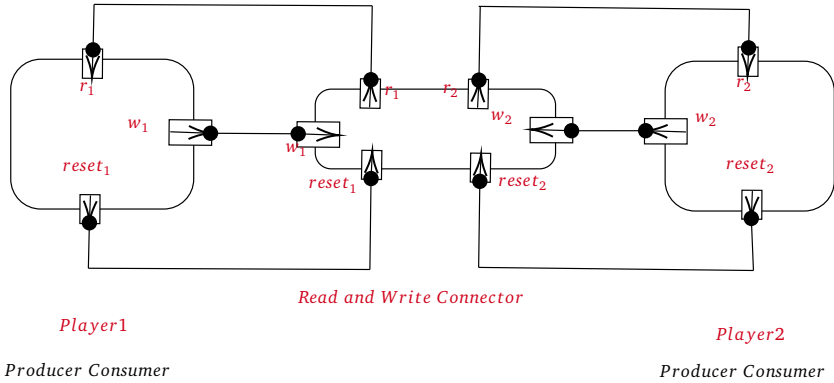 r₁
r₁
r₂
r₂
w₁
w₁
w₂
w₂
reset₁
reset₁
reset₂
reset₂
Read and Write Connector
Player1
Player2
Producer Consumer
Producer Consumer